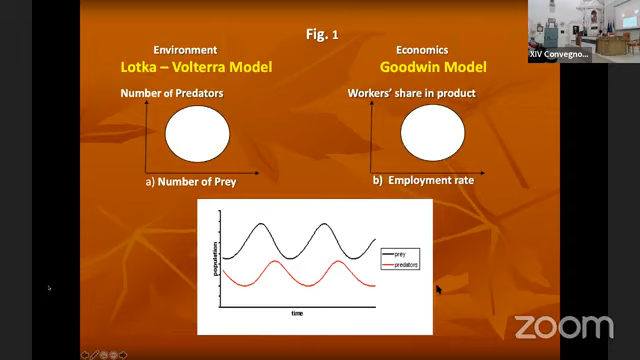 Fig. 1
Environment
Economics
Lotka – Volterra Model
Goodwin Model
Number of Predators
Workers’ share in product
a) Number of Prey
b) Employment rate
population
prey
predators
time
XIV Convegno...
zoom